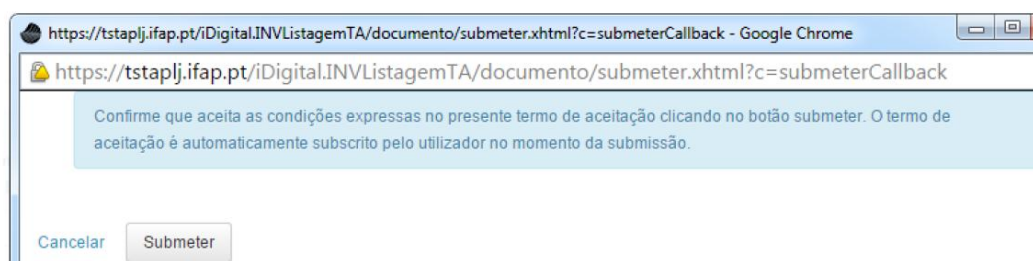 https://tstaplj.ifap.pt/iDigital.INVListagemTA/documento/submeter.xhtml?c=submeterCallback - Google Chrome
https://tstaplj.ifap.pt/iDigital.INVListagemTA/documento/submeter.xhtml?c=submeterCallback
Confirme que aceita as condições expressas no presente termo de aceitação clicando no botão submeter. O termo de
aceitação é automaticamente subscrito pelo utilizador no momento da submissão.
Cancelar Submeter